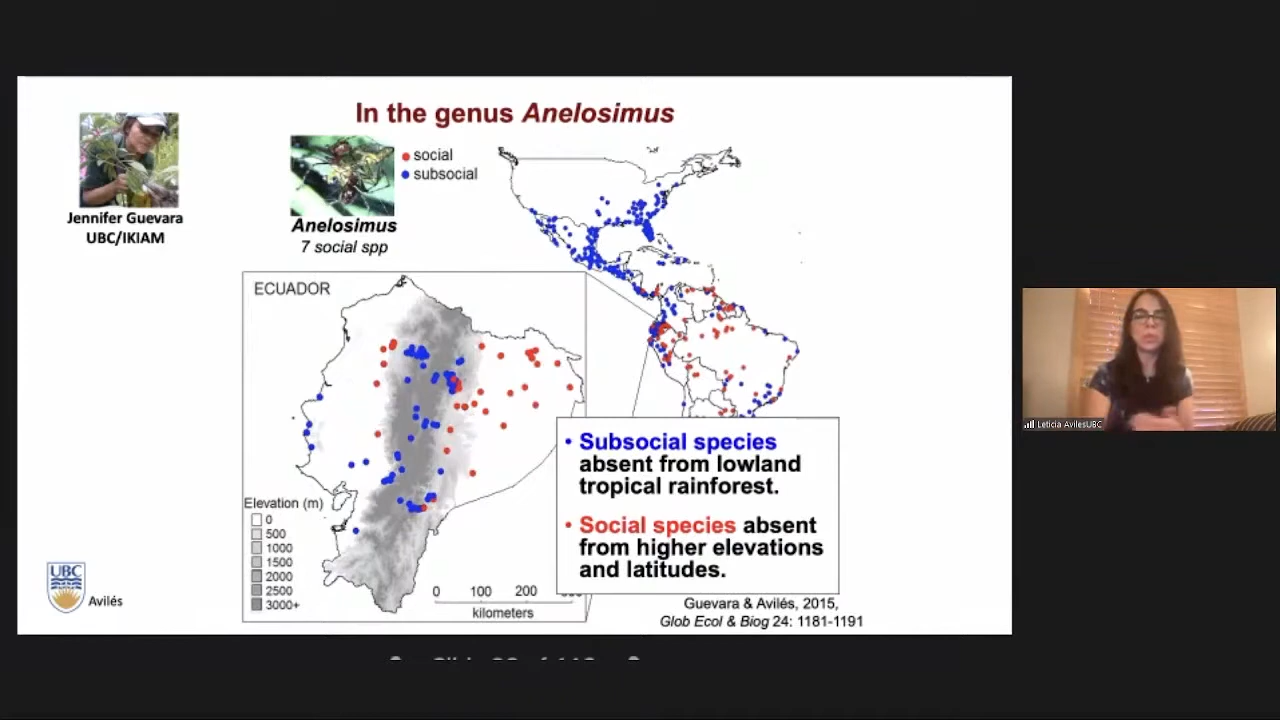 In the genus Anelosimus
Jennifer Guevara
UBC/IKIAM
social
subsocial
Anelosimus
7 social spp
ECUADOR
Elevation (m)
0
500
1000
1500
2000
2500
3000+
0 100 200
kilometers
• Subsocial species
absent from lowland
tropical rainforest.
• Social species absent
from higher elevations
and latitudes.
Guevara & Avilés, 2015,
Glob Ecol & Biog 24: 1181-1191
UBC
Avilés
Leticia AvilesUBC